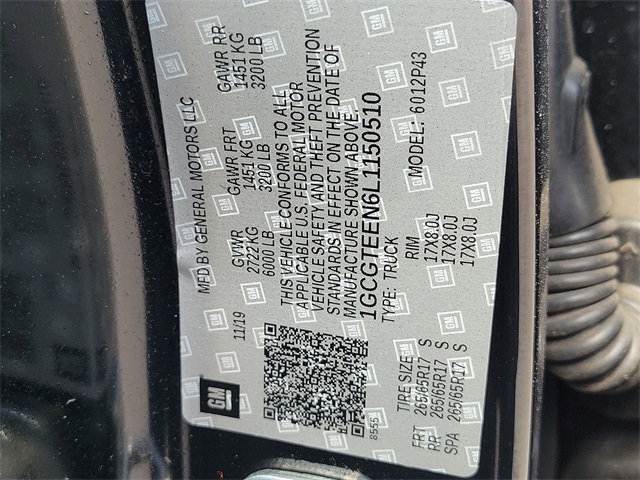 GM
MFD BY GENERAL MOTORS LLC
11/19
GVWR GAWR FRT GAWR RR
2722 KG 1451 KG 1451 KG
6000 LB 3200 LB 3200 LB
THIS VEHICLE CONFORMS TO ALL
APPLICABLE U.S. FEDERAL MOTOR
VEHICLE SAFETY AND THEFT PREVENTION
STANDARDS IN EFFECT ON THE DATE OF
MANUFACTURE SHOWN ABOVE.
1GCGTEEN6L1150510
TYPE: TRUCK MODEL: 6012P43
8555
TIRE SIZE RIM
FRT 265/65R17 S 17X8.0J
RR 265/65R17 S 17X8.0J
SPA 265/65R17 S 17X8.0J